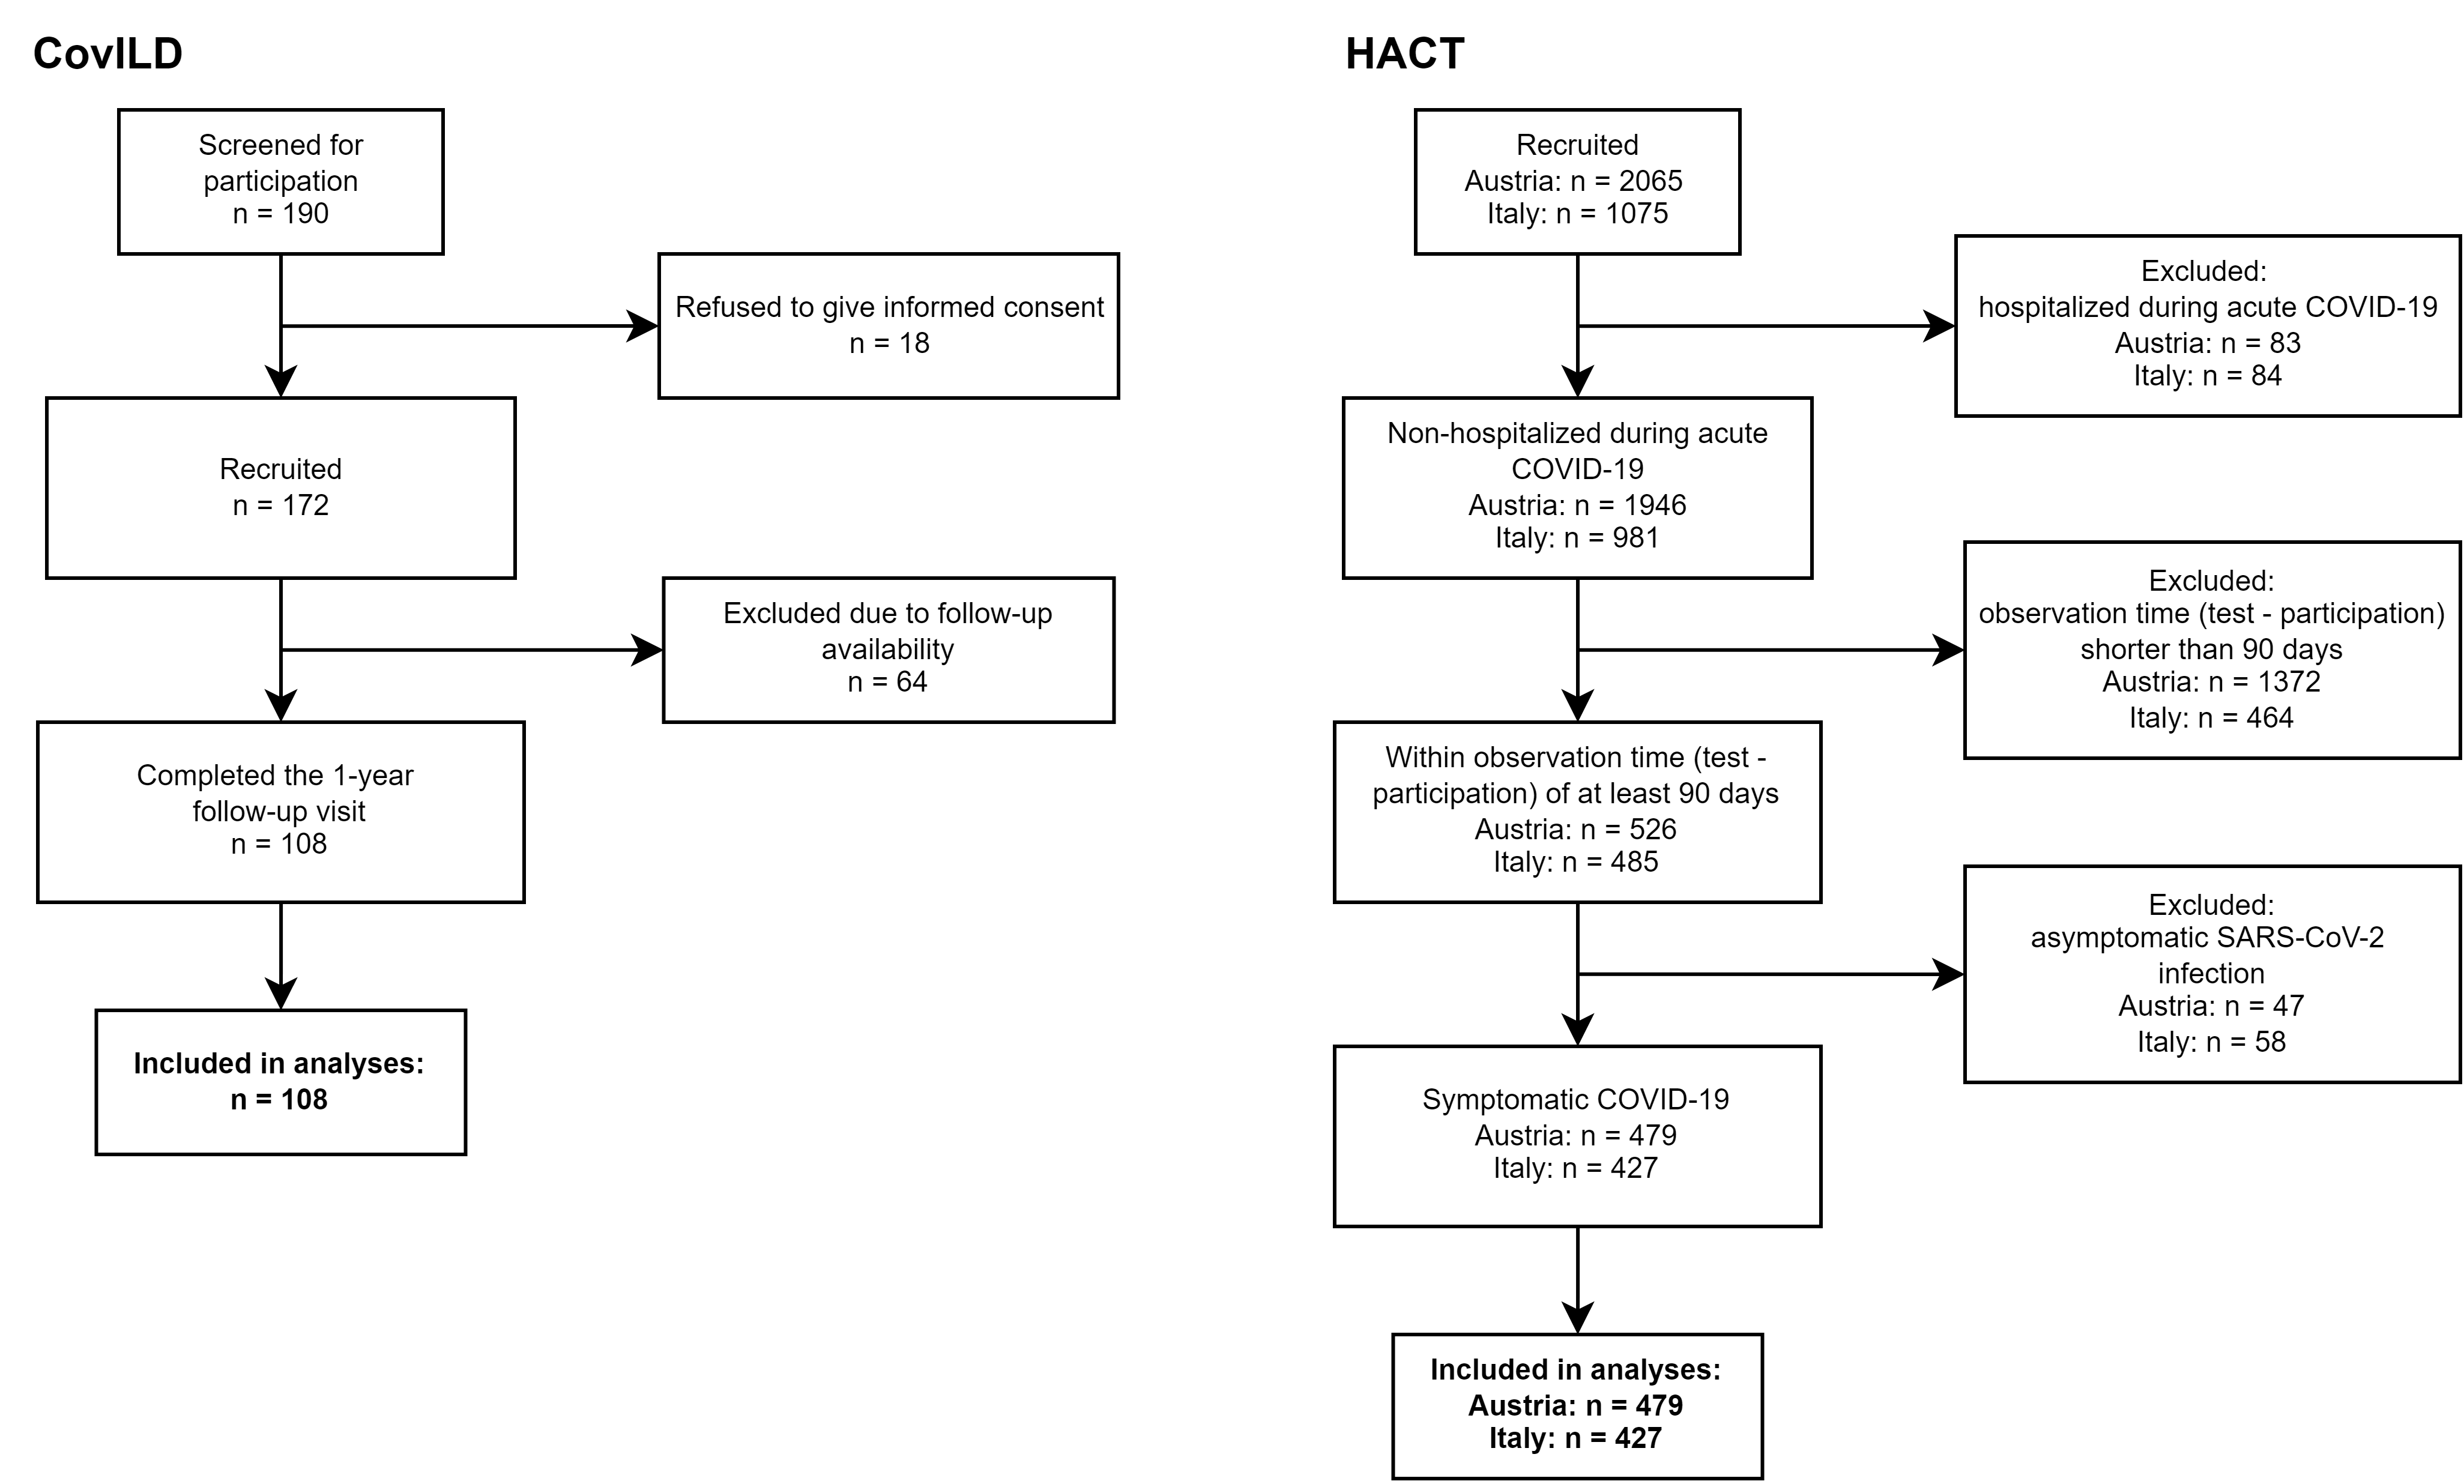 CovILD
Screened for
participation
n = 190
Refused to give informed consent
n = 18
Recruited
n = 172
Excluded due to follow-up
availability
n = 64
Completed the 1-year
follow-up visit
n = 108
Included in analyses:
n = 108
HACT
Recruited
Austria: n = 2065
Italy: n = 1075
Excluded:
hospitalized during acute COVID-19
Austria: n = 83
Italy: n = 84
Non-hospitalized during acute
COVID-19
Austria: n = 1946
Italy: n = 981
Excluded:
observation time (test - participation)
shorter than 90 days
Austria: n = 1372
Italy: n = 464
Within observation time (test -
participation) of at least 90 days
Austria: n = 526
Italy: n = 485
Excluded:
asymptomatic SARS-CoV-2
infection
Austria: n = 47
Italy: n = 58
Symptomatic COVID-19
Austria: n = 479
Italy: n = 427
Included in analyses:
Austria: n = 479
Italy: n = 427